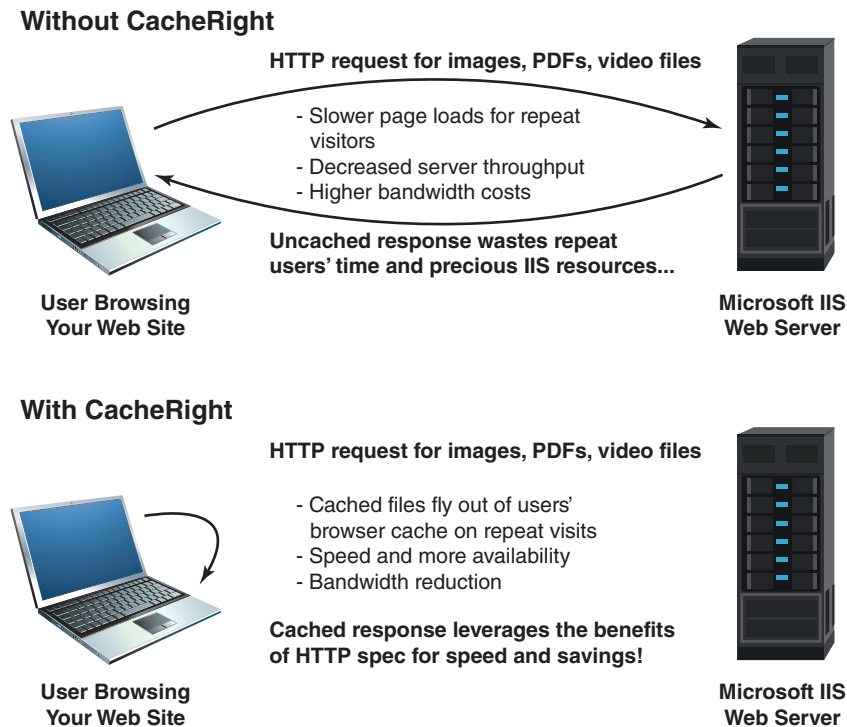 Without CacheRight
HTTP request for images, PDFs, video files
- Slower page loads for repeat
visitors
- Decreased server throughput
- Higher bandwidth costs
Uncached response wastes repeat
users’ time and precious IIS resources...
User Browsing
Your Web Site
Microsoft IIS
Web Server
With CacheRight
HTTP request for images, PDFs, video files
- Cached files fly out of users’
browser cache on repeat visits
- Speed and more availability
- Bandwidth reduction
Cached response leverages the benefits
of HTTP spec for speed and savings!
User Browsing
Your Web Site
Microsoft IIS
Web Server